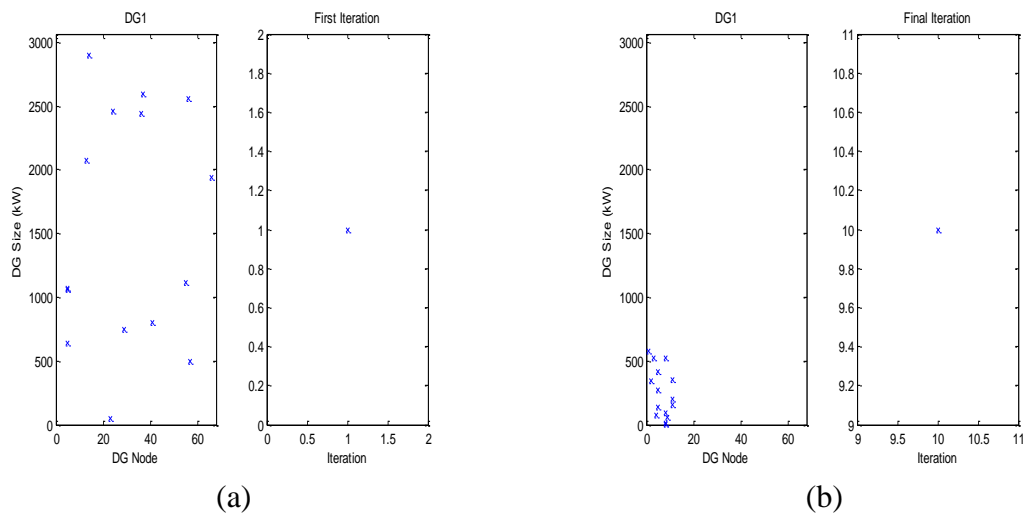 DG1
First Iteration
DG1
Final Iteration
3000
2500
2000
1500
1000
500
0
DG Size (kW)
0 20 40 60
DG Node
2
1.8
1.6
1.4
1.2
1
0.8
0.6
0.4
0.2
0
0 0.5 1 1.5 2
Iteration
(a)
3000
2500
2000
1500
1000
500
0
DG Size (kW)
0 20 40 60
DG Node
11
10.8
10.6
10.4
10.2
10
9.8
9.6
9.4
9.2
9
9 9.5 10 10.5 11
Iteration
(b)